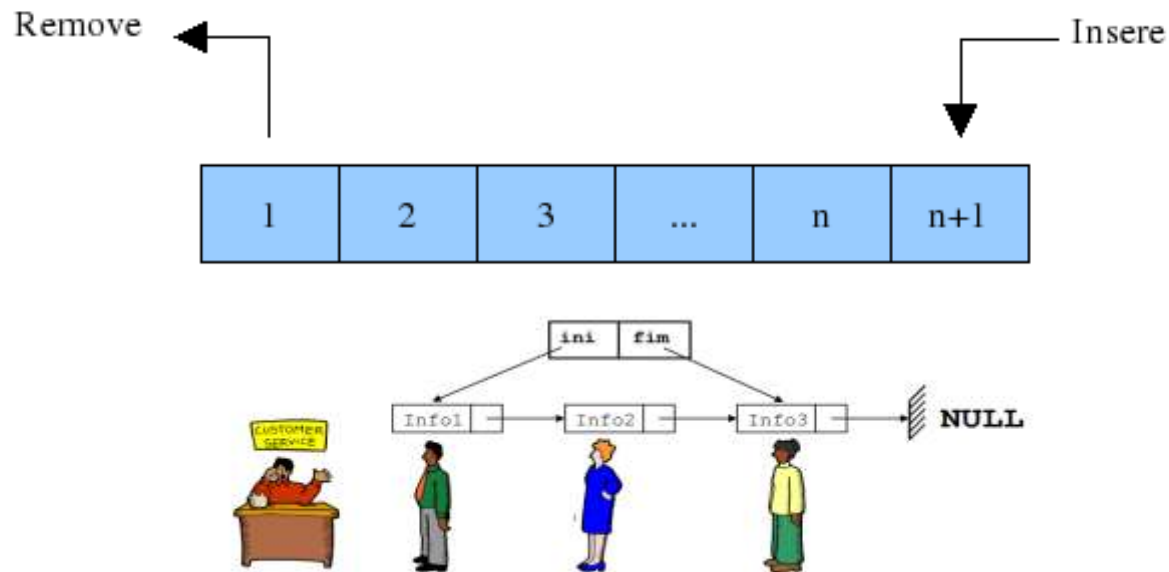 Remove
Insere
1 2 3 ... n n+1
ini fim
Info1 Info2 Info3 NULL
CUSTOMER
SERVICE